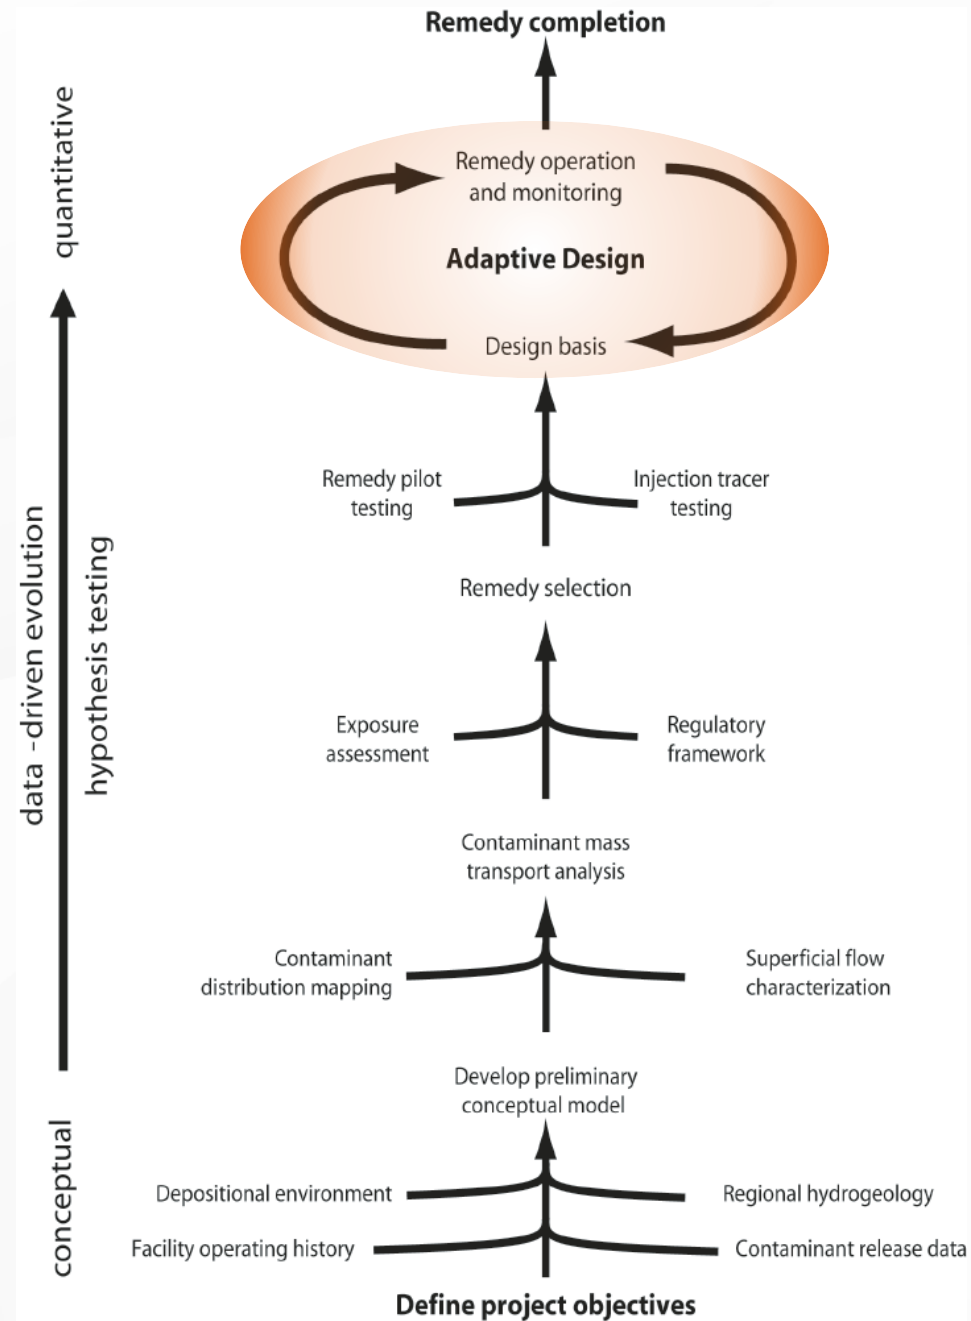 Remedy completion
quantitative
Remedy operation
and monitoring
Adaptive Design
Design basis
Remedy pilot
testing
Injection tracer
testing
data -driven evolution
hypothesis testing
Remedy selection
Exposure
assessment
Regulatory
framework
Contaminant mass
transport analysis
Contaminant
distribution mapping
Superficial flow
characterization
Develop preliminary
conceptual model
conceptual
Depositional environment
Regional hydrogeology
Facility operating history
Contaminant release data
Define project objectives